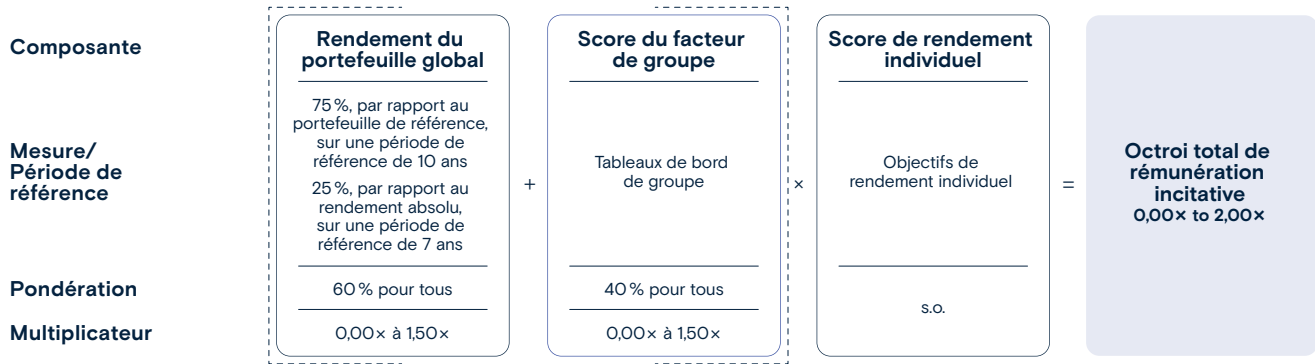 Composante
Rendement du
portefeuille global
Score du facteur
de groupe
Score de rendement
individuel
Mesure/
Période de
référence
75 %, par rapport au
portefeuille de référence,
sur une période de
référence de 10 ans
25 %, par rapport au
rendement absolu,
sur une période de
référence de 7 ans
+
Tableaux de bord
de groupe
×
Objectifs de
rendement individuel
=
Octroi total de
rémunération
incitative
0,00× to 2,00×
Pondération
60 % pour tous
40 % pour tous
s.o.
Multiplicateur
0,00× à 1,50×
0,00× à 1,50×